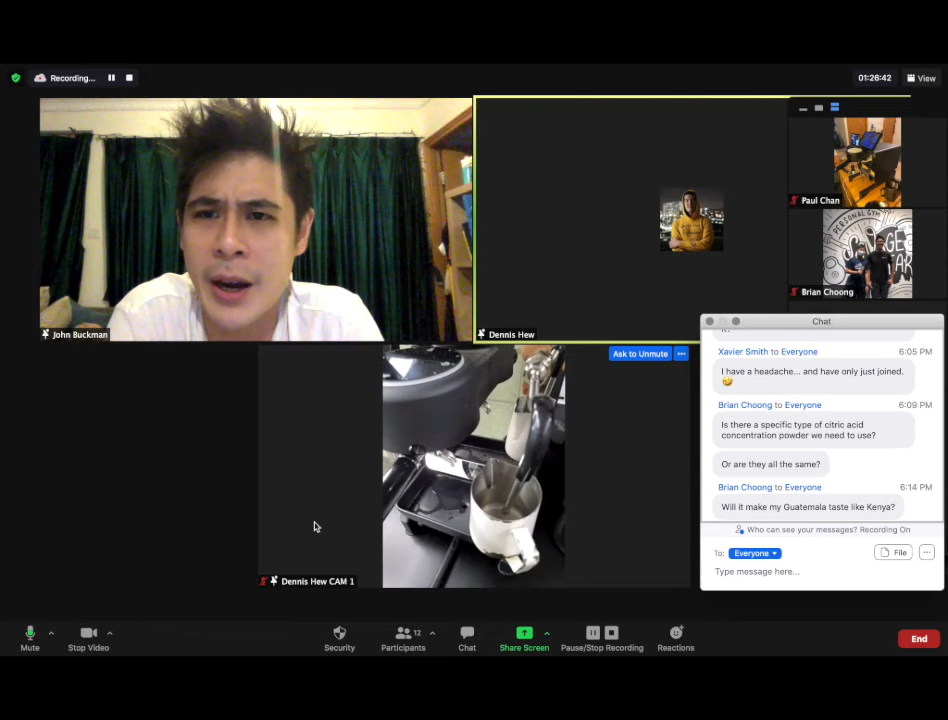 Recording...
01:26:42
View
John Buckman
Dennis Hew
Paul Chan
PERSONAL GYM
Brian Choong
Ask to Unmute
Dennis Hew CAM 1
Chat
Xavier Smith to Everyone
6:05 PM
I have a headache... and have only just joined.
🤣
Brian Choong to Everyone
6:09 PM
Is there a specific type of citric acid
concentration powder we need to use?
Or are they all the same?
Brian Choong to Everyone
6:14 PM
Will it make my Guatemala taste like Kenya?
Who can see your messages? Recording On
To: Everyone
File
Type message here...
Mute
Stop Video
Security
12
Participants
Chat
Share Screen
Pause/Stop Recording
Reactions
End